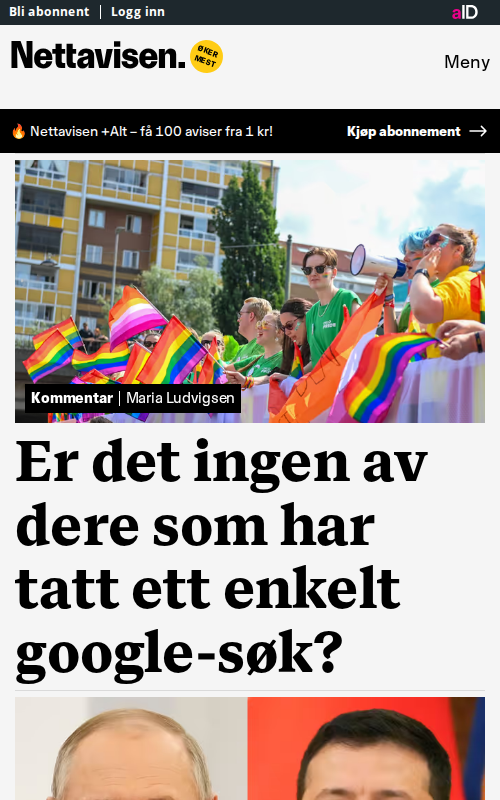 Bli abonnent | Logg inn
aID
Nettavisen.
ØKER
MEST
Meny
🔥 Nettavisen +Alt – få 100 aviser fra 1 kr!
Kjøp abonnement →
Kommentar | Maria Ludvigsen
Er det ingen av
dere som har
tatt ett enkelt
google-søk?